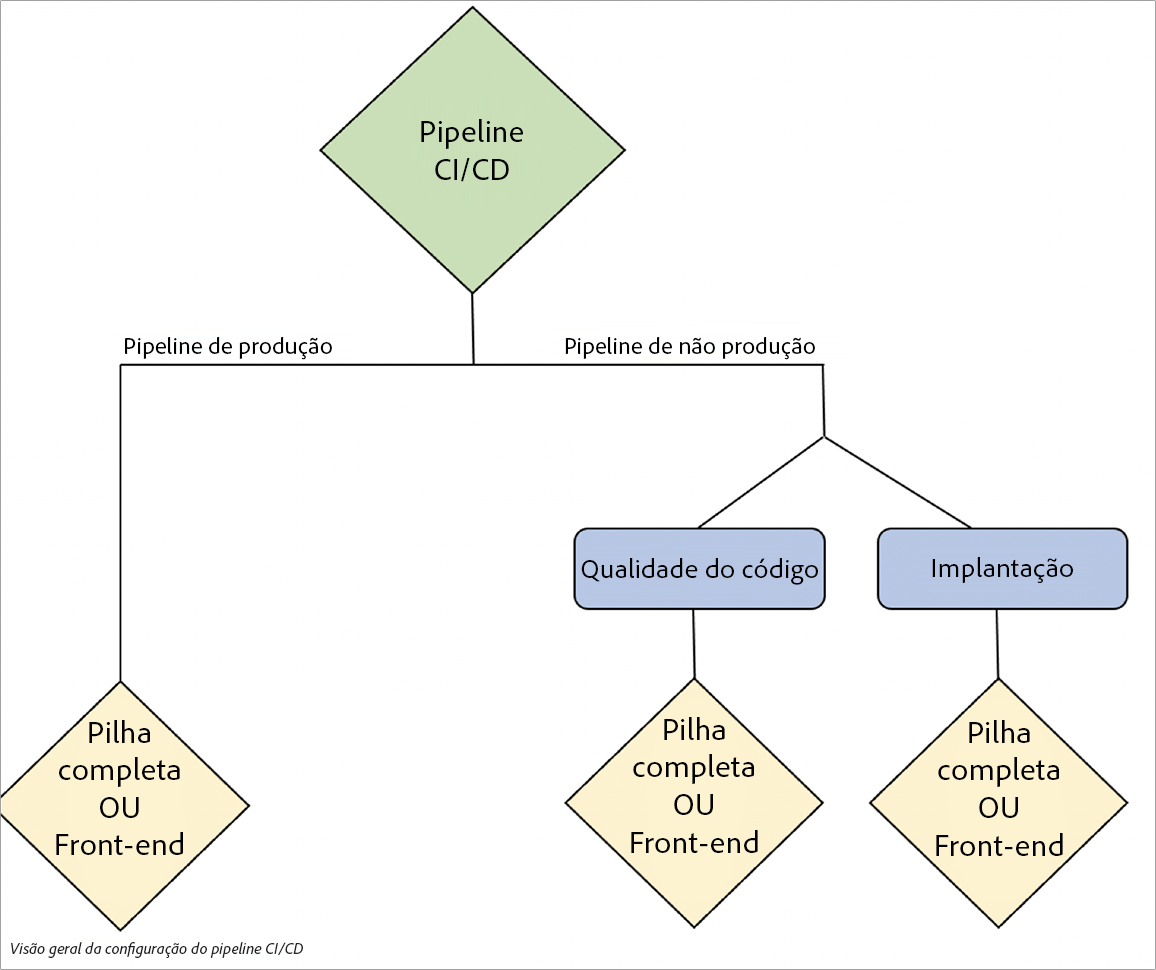 Pipeline
CI/CD
Pipeline de produção
Pipeline de não produção
Qualidade do código
Implantação
Pilha
completa
OU
Front-end
Pilha
completa
OU
Front-end
Pilha
completa
OU
Front-end
Visão geral da configuração do pipeline CI/CD